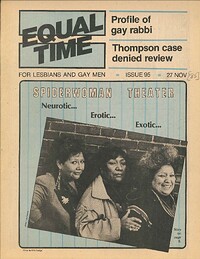 EQUAL
TIME
Profile of
gay rabbi
Thompson case
denied review
FOR LESBIANS AND GAY MEN – ISSUE 95 – 27 NOV
SPIDERWOMAN THEATER
Neurotic...
Erotic...
Exotic...